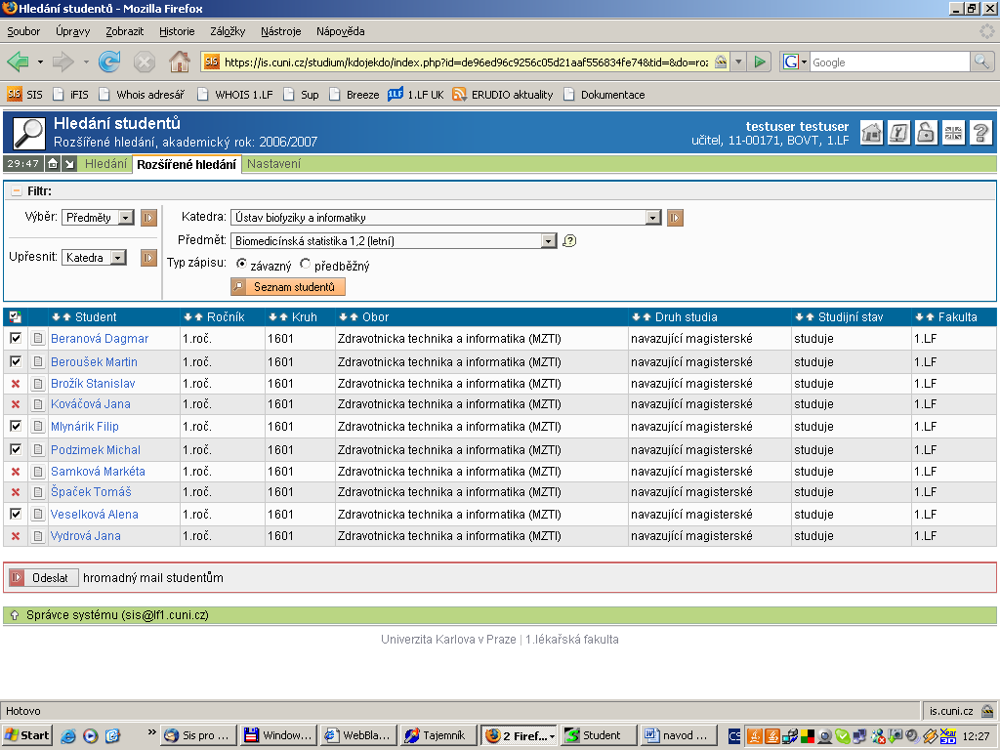 Hledání studentů - Mozilla Firefox
Soubor Úpravy Zobrazit Historie Záložky Nástroje Nápověda
SIS https://is.cuni.cz/studium/kdojekdo/index.php?id=de96ed96c9256c05d21aaf556834fe74&tid=&do=roz G Google
SIS SIS iFIS Whois adresář WHOIS 1.LF Sup Breeze 1LF 1.LF UK ERUDIO aktuality Dokumentace
Hledání studentů
Rozšířené hledání, akademický rok: 2006/2007
testuser testuser
učitel, 11-00171, BOVT, 1.LF
29:47 Hledání Rozšířené hledání Nastavení
Filtr:
Výběr: Předměty Katedra: Ústav biofyziky a informatiky
Předmět: Biomedicínská statistika 1,2 (letní)
Upřesnit: Katedra Typ zápisu: závazný předběžný
Seznam studentů
Student Ročník Kruh Obor Druh studia Studijní stav Fakulta
Beranová Dagmar 1.roč. 1601 Zdravotnicka technika a informatika (MZTI) navazující magisterské studuje 1.LF
Beroušek Martin 1.roč. 1601 Zdravotnicka technika a informatika (MZTI) navazující magisterské studuje 1.LF
Brožík Stanislav 1.roč. 1601 Zdravotnicka technika a informatika (MZTI) navazující magisterské studuje 1.LF
Kováčová Jana 1.roč. 1601 Zdravotnicka technika a informatika (MZTI) navazující magisterské studuje 1.LF
Mlynárik Filip 1.roč. 1601 Zdravotnicka technika a informatika (MZTI) navazující magisterské studuje 1.LF
Podzimek Michal 1.roč. 1601 Zdravotnicka technika a informatika (MZTI) navazující magisterské studuje 1.LF
Samková Markéta 1.roč. 1601 Zdravotnicka technika a informatika (MZTI) navazující magisterské studuje 1.LF
Špaček Tomáš 1.roč. 1601 Zdravotnicka technika a informatika (MZTI) navazující magisterské studuje 1.LF
Veselková Alena 1.roč. 1601 Zdravotnicka technika a informatika (MZTI) navazující magisterské studuje 1.LF
Vydrová Jana 1.roč. 1601 Zdravotnicka technika a informatika (MZTI) navazující magisterské studuje 1.LF
Odeslat hromadný mail studentům
Správce systému (sis@lf1.cuni.cz)
Univerzita Karlova v Praze | 1.lékařská fakulta
Hotovo is.cuni.cz
Start » Sis pro ... Window... WebBla... Tajemník 2 Firef... Student navod ... CS 12:27